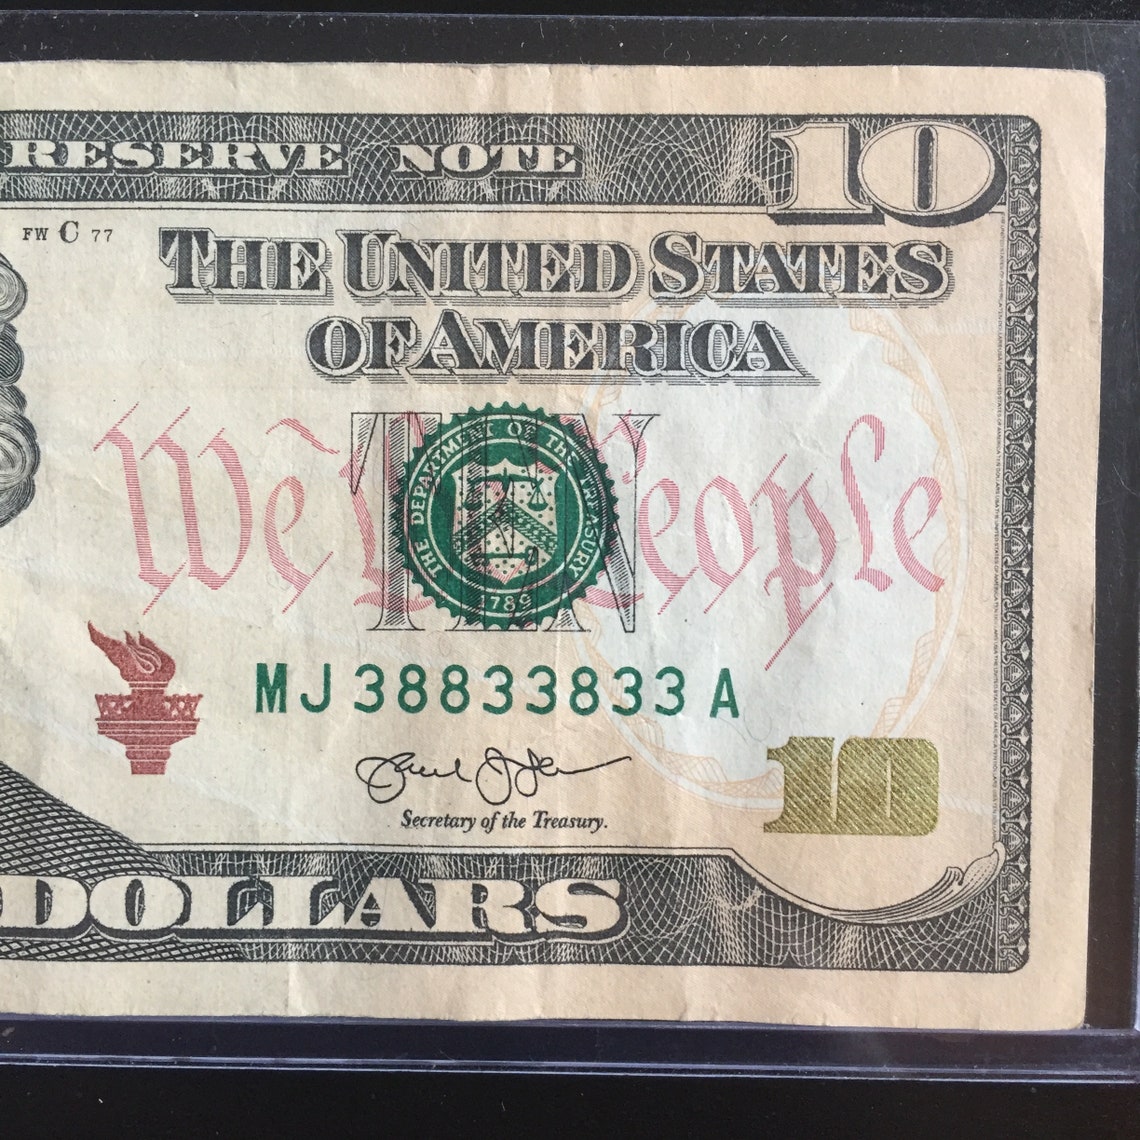 RESERVE NOTE
10
FW C 77
THE UNITED STATES
OF AMERICA
TEN
We the People
THE DEPARTMENT OF THE TREASURY
1789
MJ 38833833 A
Secretary of the Treasury.
10
DOLLARS